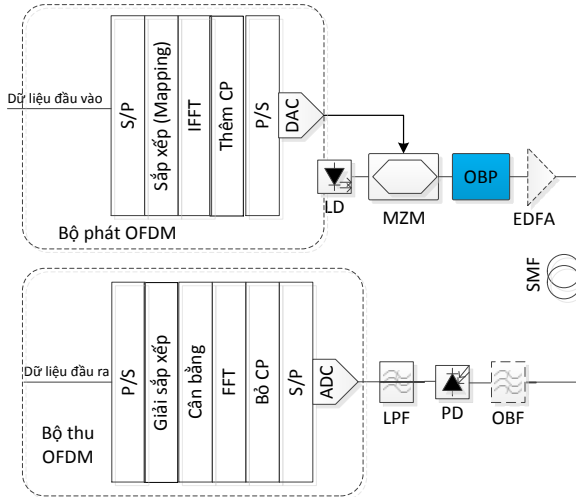 Dữ liệu đầu vào
S/P
Sắp xếp (Mapping)
IFFT
Thêm CP
P/S
DAC
LD
MZM
OBP
EDFA
Bộ phát OFDM
SMF
Dữ liệu đầu ra
P/S
Giải sắp xếp
Cân bằng
FFT
Bỏ CP
S/P
ADC
LPF
PD
OBF
Bộ thu
OFDM